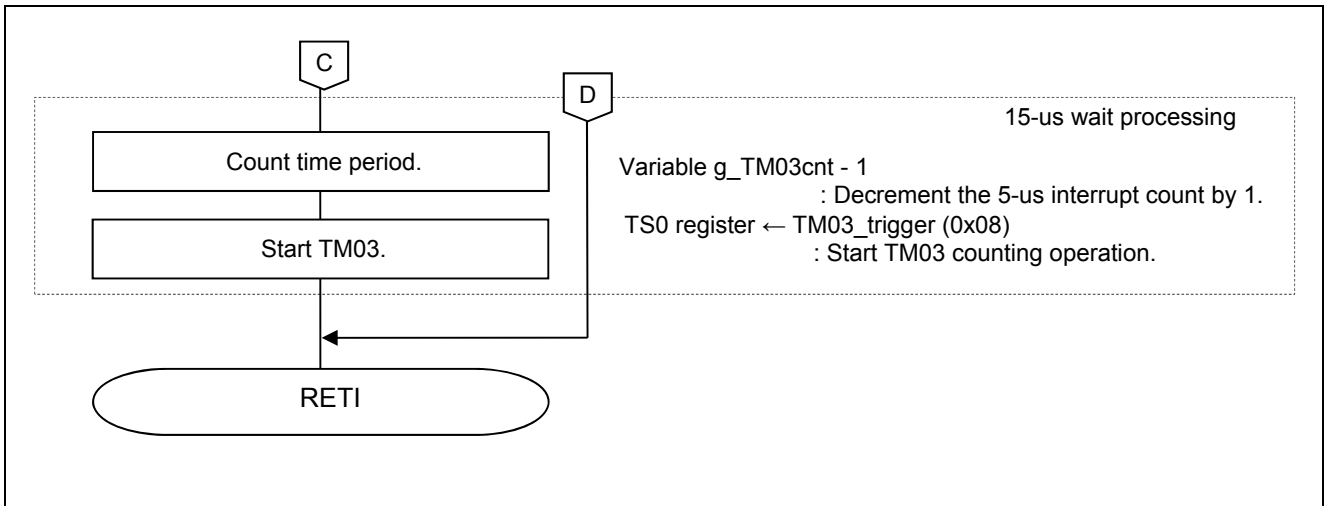 C
D
15-us wait processing
Count time period.
Variable g_TM03cnt - 1
: Decrement the 5-us interrupt count by 1.
TS0 register ← TM03_trigger (0x08)
Start TM03.
: Start TM03 counting operation.
RETI